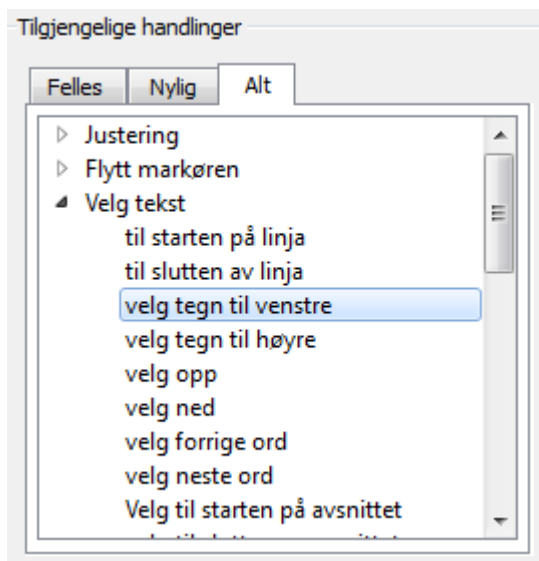 Tilgjengelige handlinger
Felles Nylig Alt
Justering
Flytt markøren
Velg tekst
til starten på linja
til slutten av linja
velg tegn til venstre
velg tegn til høyre
velg opp
velg ned
velg forrige ord
velg neste ord
Velg til starten på avsnittet